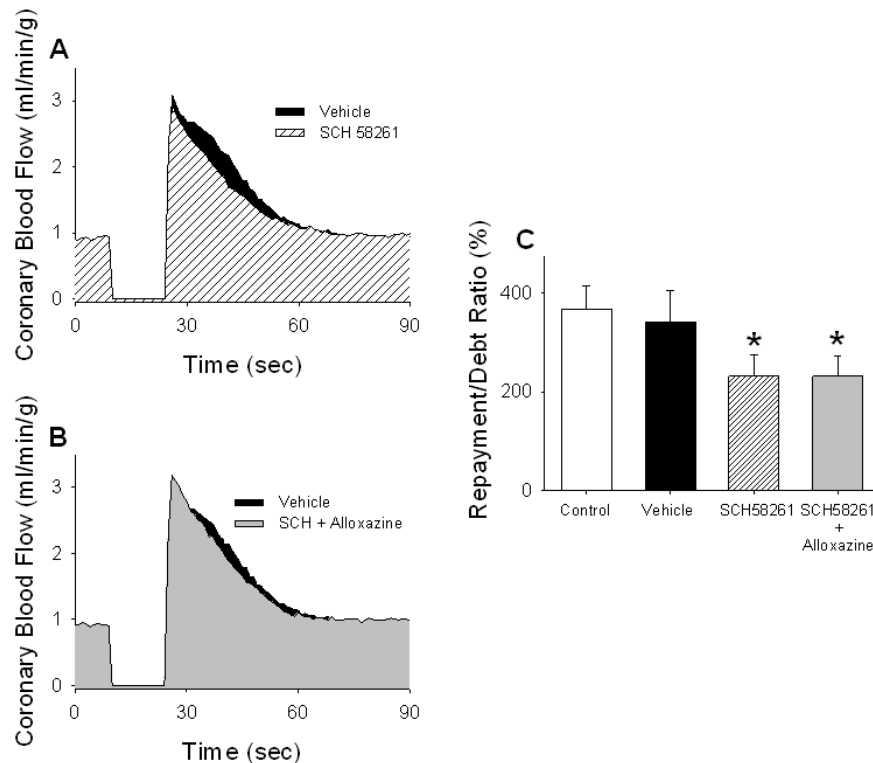 A
Coronary Blood Flow (ml/min/g)
3
2
1
0
Vehicle
SCH 58261
0 30 60 90
Time (sec)
B
Coronary Blood Flow (ml/min/g)
3
2
1
0
Vehicle
SCH + Alloxazine
0 30 60 90
Time (sec)
C
Repayment/Debt Ratio (%)
400
200
0
* *
Control Vehicle SCH58261 SCH58261
+
Alloxazine